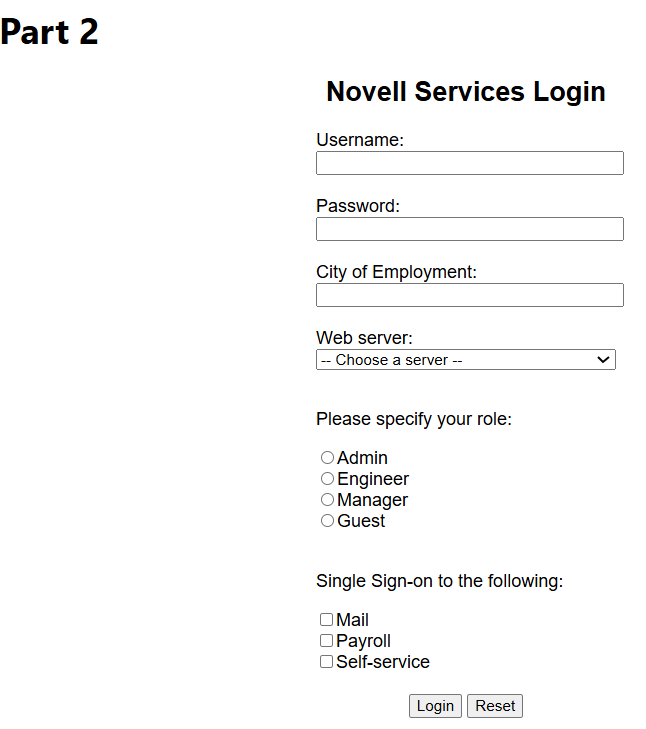 Part 2
Novell Services Login
Username:
Password:
City of Employment:
Web server:
-- Choose a server --
Please specify your role:
Admin
Engineer
Manager
Guest
Single Sign-on to the following:
Mail
Payroll
Self-service
Login Reset